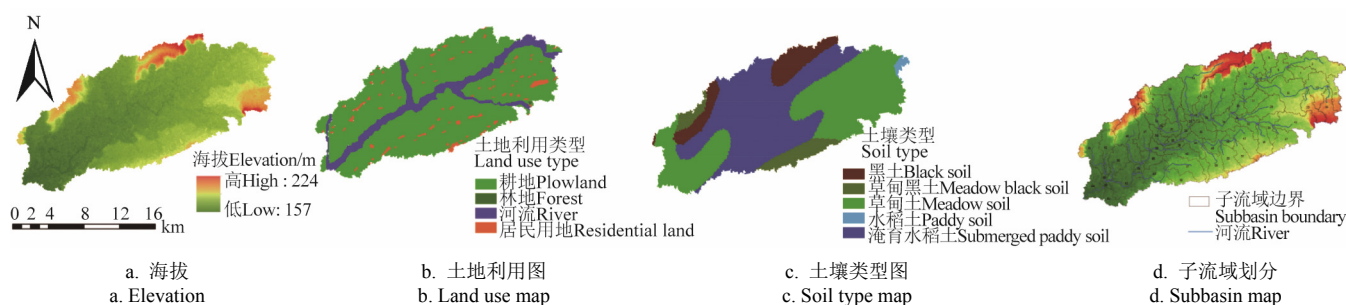 N
海拔Elevation/m
高High : 224
低Low: 157
0 2 4 8 12 16
km
土地利用类型
Land use type
耕地Plowland
林地Forest
河流River
居民用地Residential land
土壤类型
Soil type
黑土Black soil
草甸黑土Meadow black soil
草甸土Meadow soil
水稻土Paddy soil
淹育水稻土Submerged paddy soil
子流域边界
Subbasin boundary
河流River
a. 海拔
a. Elevation
b. 土地利用图
b. Land use map
c. 土壤类型图
c. Soil type map
d. 子流域划分
d. Subbasin map